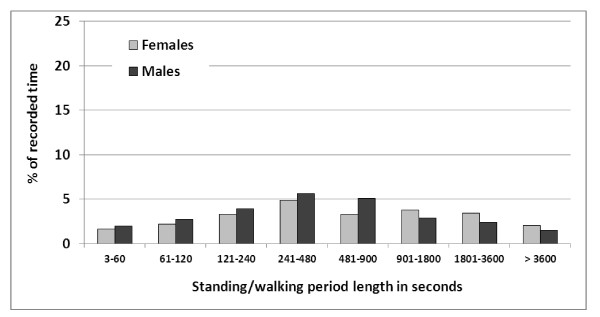 25
20
15
10
5
0
% of recorded time
Females
Males
3-60 61-120 121-240 241-480 481-900 901-1800 1801-3600 > 3600
Standing/walking period length in seconds